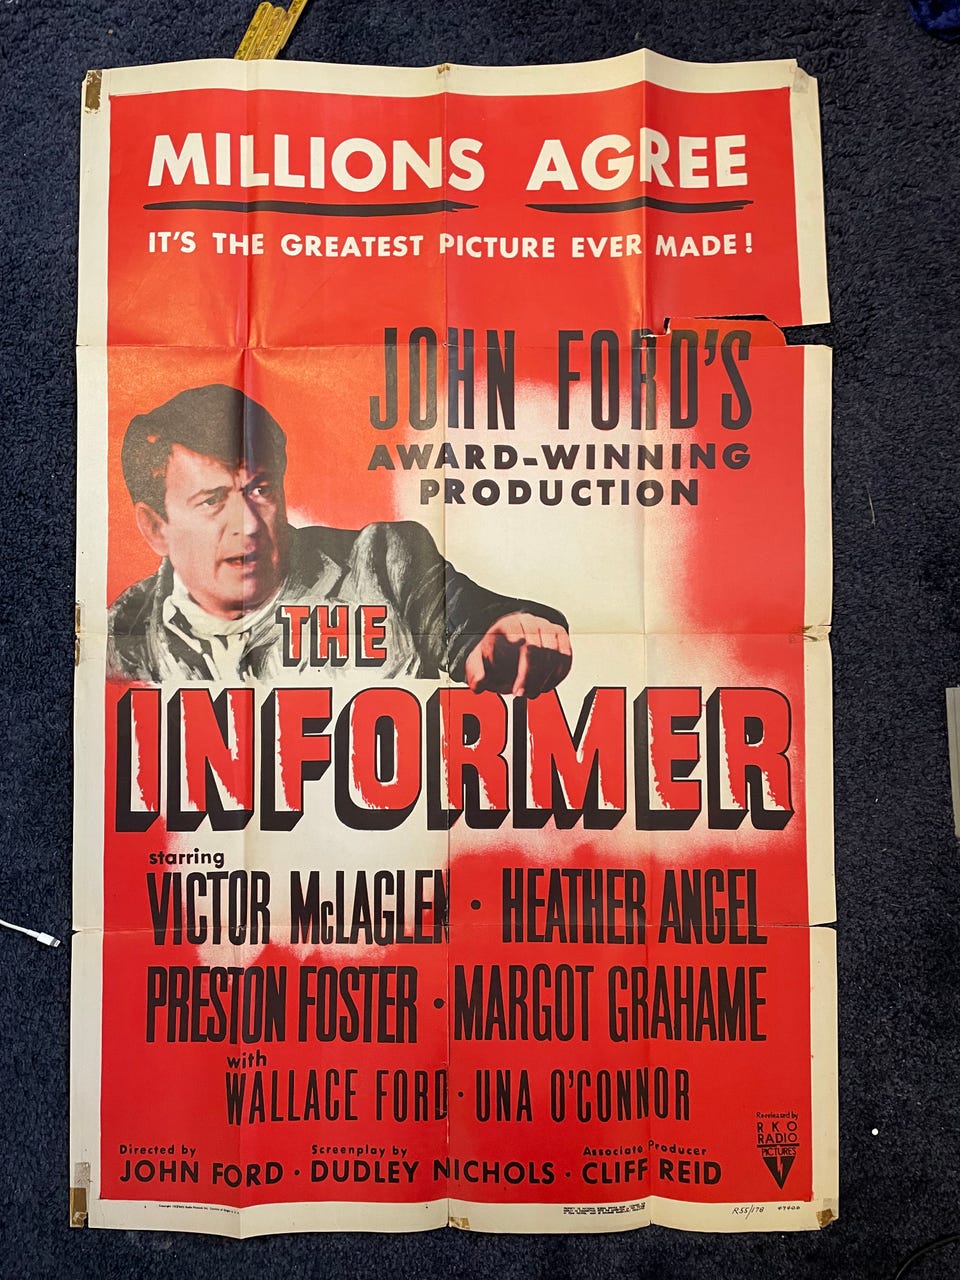 MILLIONS AGREE
IT'S THE GREATEST PICTURE EVER MADE!
JOHN FORD'S
AWARD-WINNING
PRODUCTION
THE
INFORMER
starring
VICTOR McLAGLEN · HEATHER ANGEL
PRESTON FOSTER · MARGOT GRAHAME
with
WALLACE FORD · UNA O'CONNOR
Directed by
JOHN FORD ·
Screenplay by
DUDLEY NICHOLS ·
Associate Producer
CLIFF REID
Rereleased by
RKO
RADIO
PICTURES
Copyright
R55/178